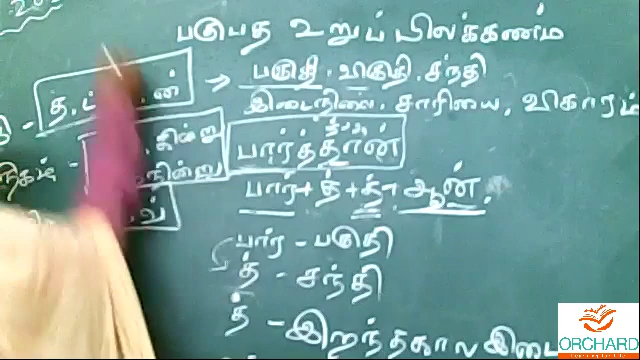 பகுபத உறுப்பிலக்கணம்
த், ட் ன் → பகுதி, விகுதி, சந்தி
இடைநிலை, சாரியை, விகாரம்
கின்று
பார்த்தான்
நின்று
பார்+த்+த்+ஆன்
வ்
பார் - பகுதி
த் - சந்தி
த் - இறந்தகால இடை
ORCHARD